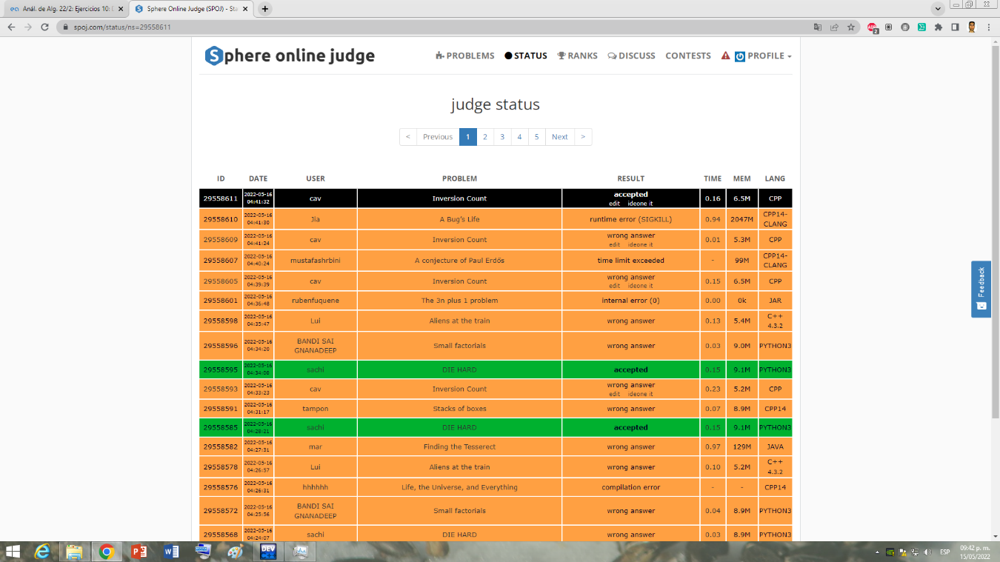 Anál. de Alg. 22/2: Ejercicios 10:
Sphere Online Judge (SPOJ) - Sta
spoj.com/status/ns=29558611
2
Sphere online judge
PROBLEMS STATUS RANKS DISCUSS CONTESTS PROFILE
judge status
< Previous 1 2 3 4 5 Next >
ID DATE USER PROBLEM RESULT TIME MEM LANG
29558611 2022-05-16 04:41:32 cav Inversion Count accepted edit ideone it 0.16 6.5M CPP
29558610 2022-05-16 04:41:30 Jia A Bug's Life runtime error (SIGKILL) 0.94 2047M CPP14-CLANG
29558609 2022-05-16 04:41:24 cav Inversion Count wrong answer edit ideone it 0.01 5.3M CPP
29558607 2022-05-16 04:40:24 mustafashrbini A conjecture of Paul Erdős time limit exceeded - 99M CPP14-CLANG
29558605 2022-05-16 04:39:39 cav Inversion Count wrong answer edit ideone it 0.15 6.5M CPP
29558601 2022-05-16 04:36:48 rubenfuquene The 3n plus 1 problem internal error (0) 0.00 0k JAR
29558598 2022-05-16 04:35:47 Lui Aliens at the train wrong answer 0.13 5.4M C++ 4.3.2
29558596 2022-05-16 04:34:20 BANDI SAI GNANADEEP Small factorials wrong answer 0.03 9.0M PYTHON3
29558595 2022-05-16 04:34:00 sachi DIE HARD accepted 0.15 9.1M PYTHON3
29558593 2022-05-16 04:33:23 cav Inversion Count wrong answer edit ideone it 0.23 5.2M CPP
29558591 2022-05-16 04:31:17 tampon Stacks of boxes wrong answer 0.07 8.9M CPP14
29558585 2022-05-16 04:28:21 sachi DIE HARD accepted 0.15 9.1M PYTHON3
29558582 2022-05-16 04:27:31 mar Finding the Tesserect wrong answer 0.97 129M JAVA
29558578 2022-05-16 04:26:57 Lui Aliens at the train wrong answer 0.10 5.2M C++ 4.3.2
29558576 2022-05-16 04:26:31 hhhhhh Life, the Universe, and Everything compilation error - - CPP14
29558572 2022-05-16 04:25:56 BANDI SAI GNANADEEP Small factorials wrong answer 0.04 8.9M PYTHON3
29558568 2022-05-16 04:24:07 sachi DIE HARD wrong answer 0.03 8.9M PYTHON3
Feedback
DEV
ESP
09:42 p. m.
15/05/2022